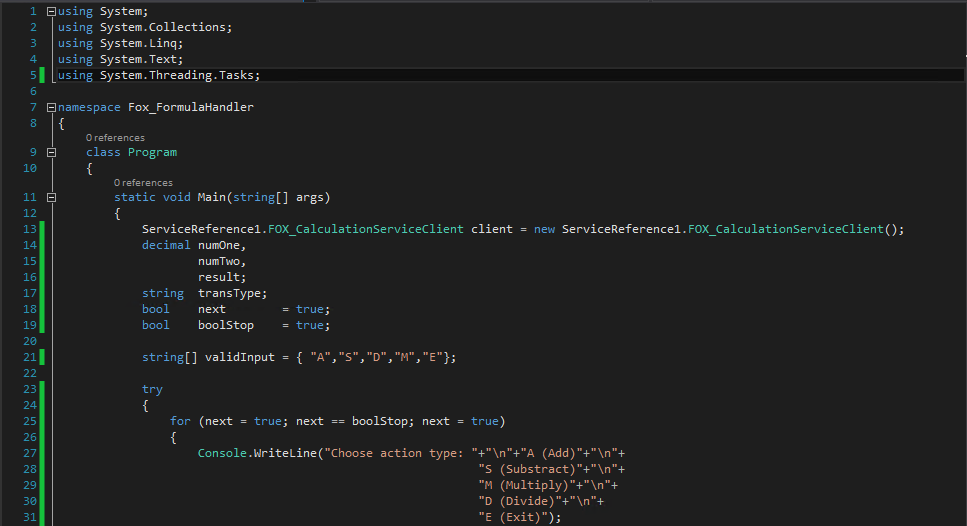 1 using System;
2 using System.Collections;
3 using System.Linq;
4 using System.Text;
5 using System.Threading.Tasks;
6
7 namespace Fox_FormulaHandler
8 {
0 references
9 class Program
10 {
0 references
11 static void Main(string[] args)
12 {
13 ServiceReference1.FOX_CalculationServiceClient client = new ServiceReference1.FOX_CalculationServiceClient();
14 decimal numOne,
15 numTwo,
16 result;
17 string transType;
18 bool next = true;
19 bool boolStop = true;
20
21 string[] validInput = { "A","S","D","M","E"};
22
23 try
24 {
25 for (next = true; next == boolStop; next = true)
26 {
27 Console.WriteLine("Choose action type: "+"\n"+"A (Add)"+"\n"+
28 "S (Substract)"+"\n"+
29 "M (Multiply)"+"\n"+
30 "D (Divide)"+"\n"+
31 "E (Exit)");